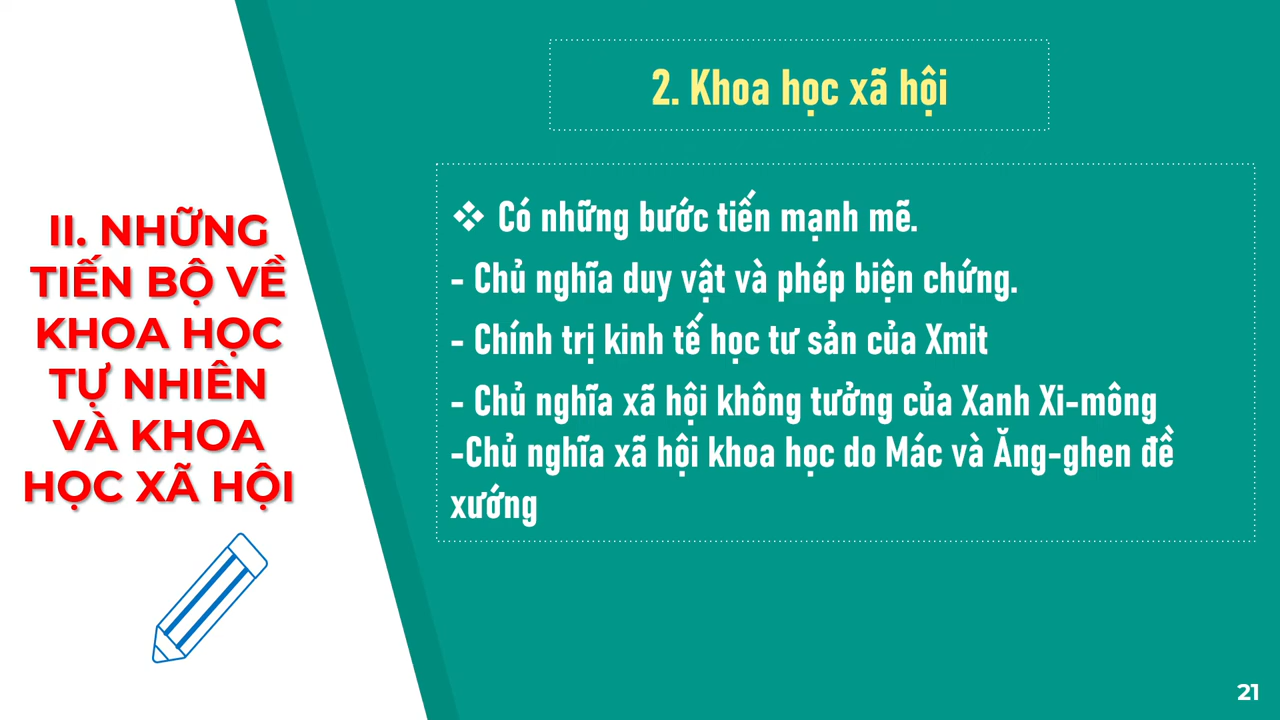 II. NHỮNG
TIẾN BỘ VỀ
KHOA HỌC
TỰ NHIÊN
VÀ KHOA
HỌC XÃ HỘI
2. Khoa học xã hội
❖ Có những bước tiến mạnh mẽ.
- Chủ nghĩa duy vật và phép biện chứng.
- Chính trị kinh tế học tư sản của Xmit
- Chủ nghĩa xã hội không tưởng của Xanh Xi-mông
-Chủ nghĩa xã hội khoa học do Mác và Ăng-ghen đề
xướng
21